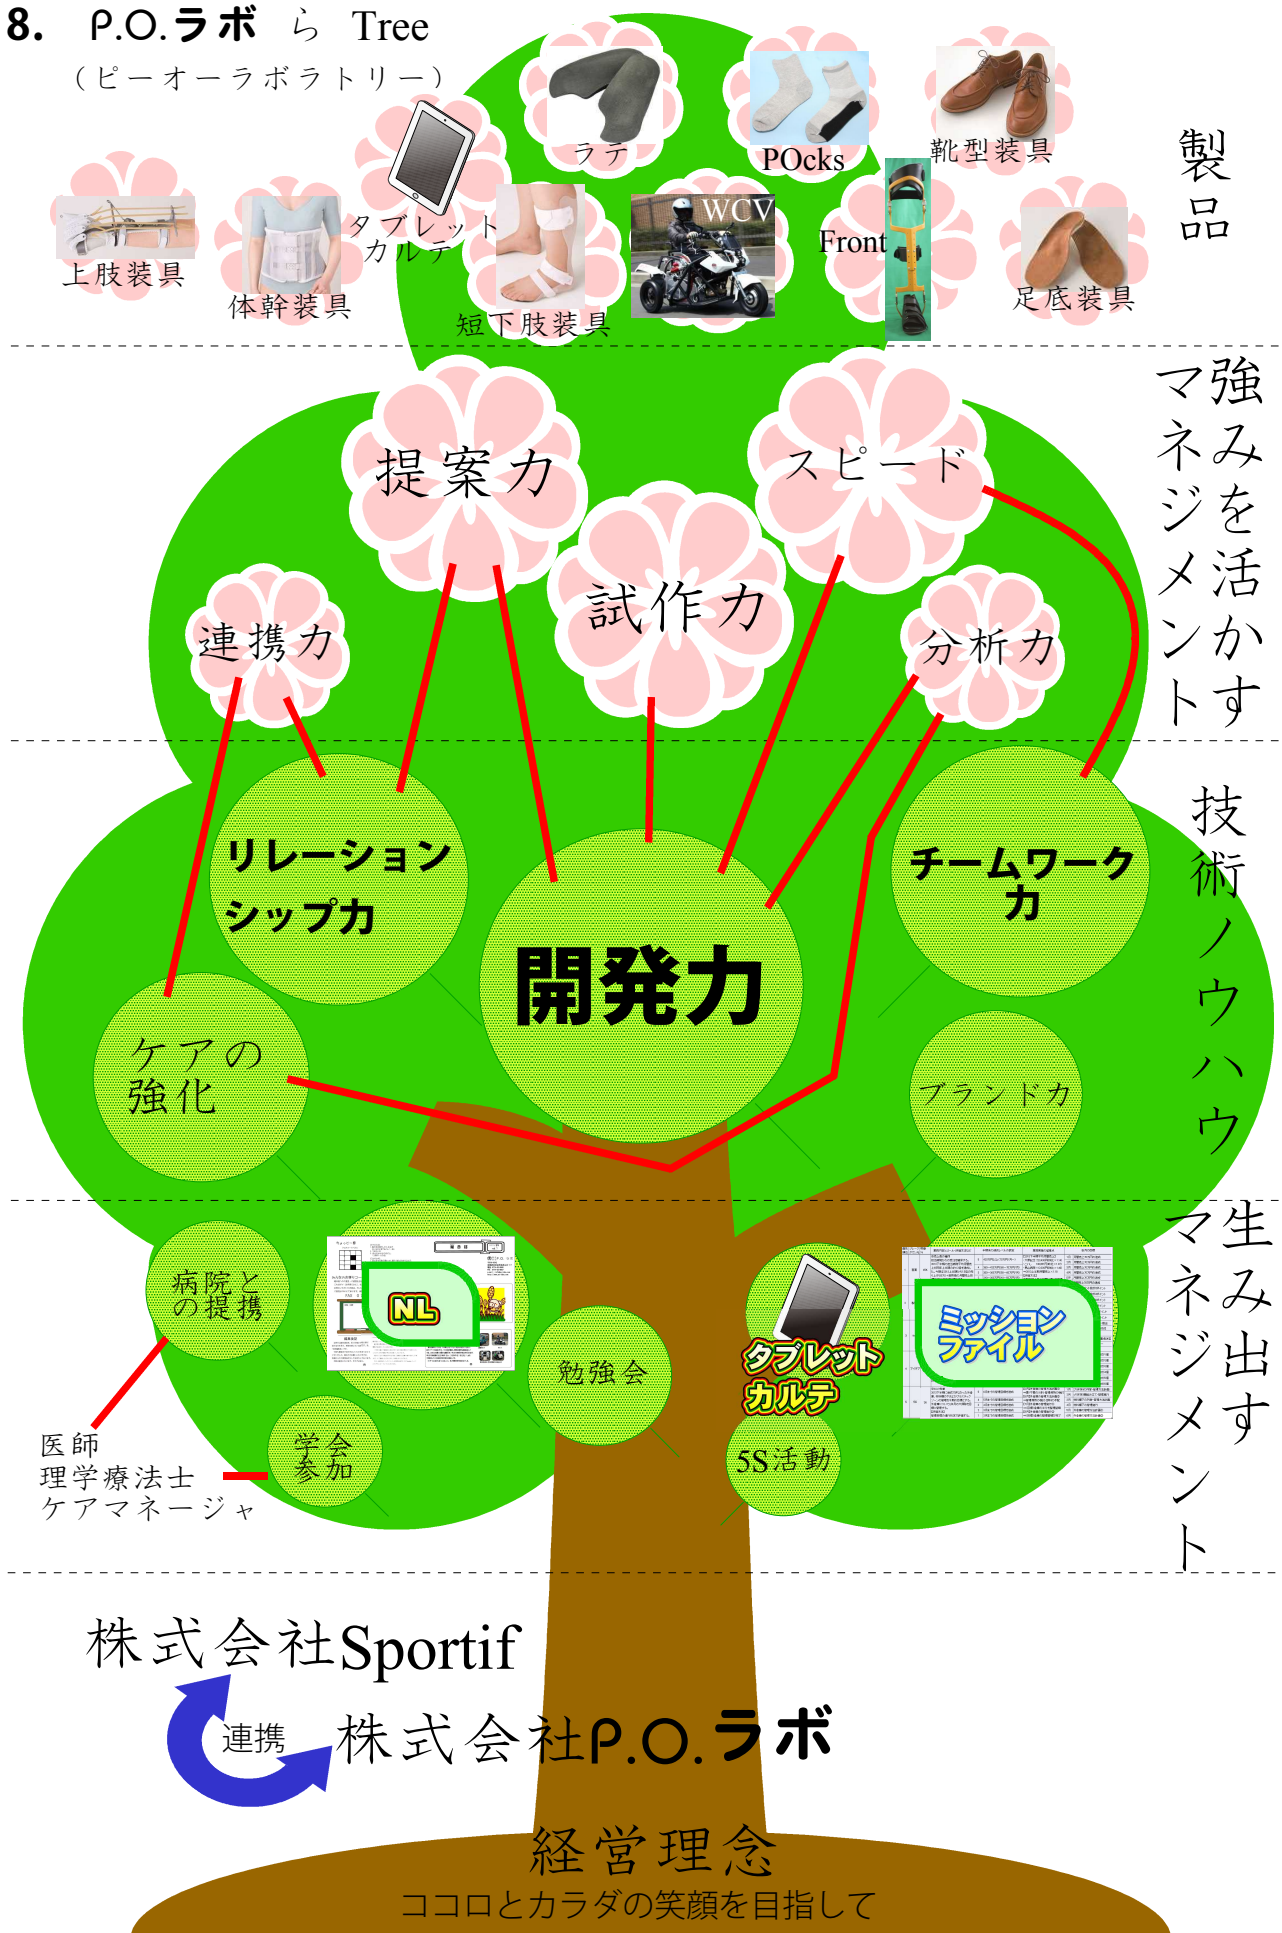 8. P.O.ラボ ら Tree
(ピーオーラボラトリー)
ラテ
POcks
靴型装具
製品
上肢装具
体幹装具
タブレット
カルテ
短下肢装具
WCV
Front
足底装具
強みを活かす
マネジメント
提案力
スピード
試作力
連携力
分析力
技術ノウハウ
リレーション
シップ力
開発力
チームワーク
力
ケアの
強化
ブランド力
生み出す
マネジメント
病院と
の提携
NL
勉強会
タブレット
カルテ
ミッション
ファイル
学会
参加
5S活動
医師
理学療法士
ケアマネージャ
株式会社Sportif
連携
株式会社P.O.ラボ
経営理念
ココロとカラダの笑顔を目指して